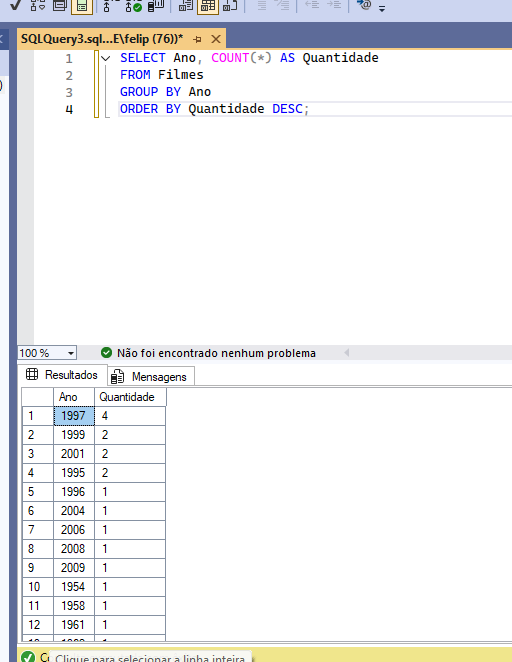 SQLQuery3.sql...E\felip (76))*
1 SELECT Ano, COUNT(*) AS Quantidade
2 FROM Filmes
3 GROUP BY Ano
4 ORDER BY Quantidade DESC;
100 % Não foi encontrado nenhum problema
Resultados Mensagens
Ano Quantidade
1 1997 4
2 1999 2
3 2001 2
4 1995 2
5 1996 1
6 2004 1
7 2006 1
8 2008 1
9 2009 1
10 1954 1
11 1958 1
12 1961 1
Clique para selecionar a linha inteira